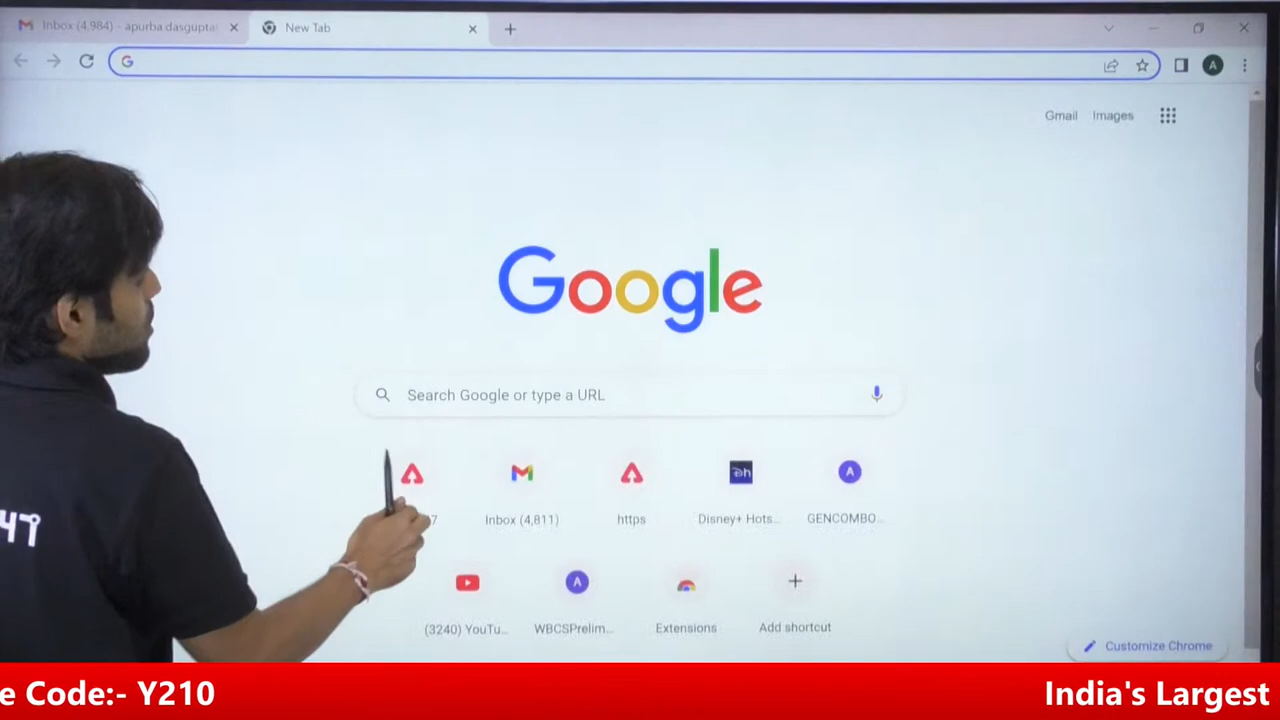 Inbox (4,984) - apurba.dasgupta
New Tab
Gmail Images
Google
Search Google or type a URL
7 Inbox (4,811) https Disney+ Hots... GENCOMBO...
(3240) YouTu... WBCSPrelim... Extensions Add shortcut
Customize Chrome
e Code:- Y210 India's Largest